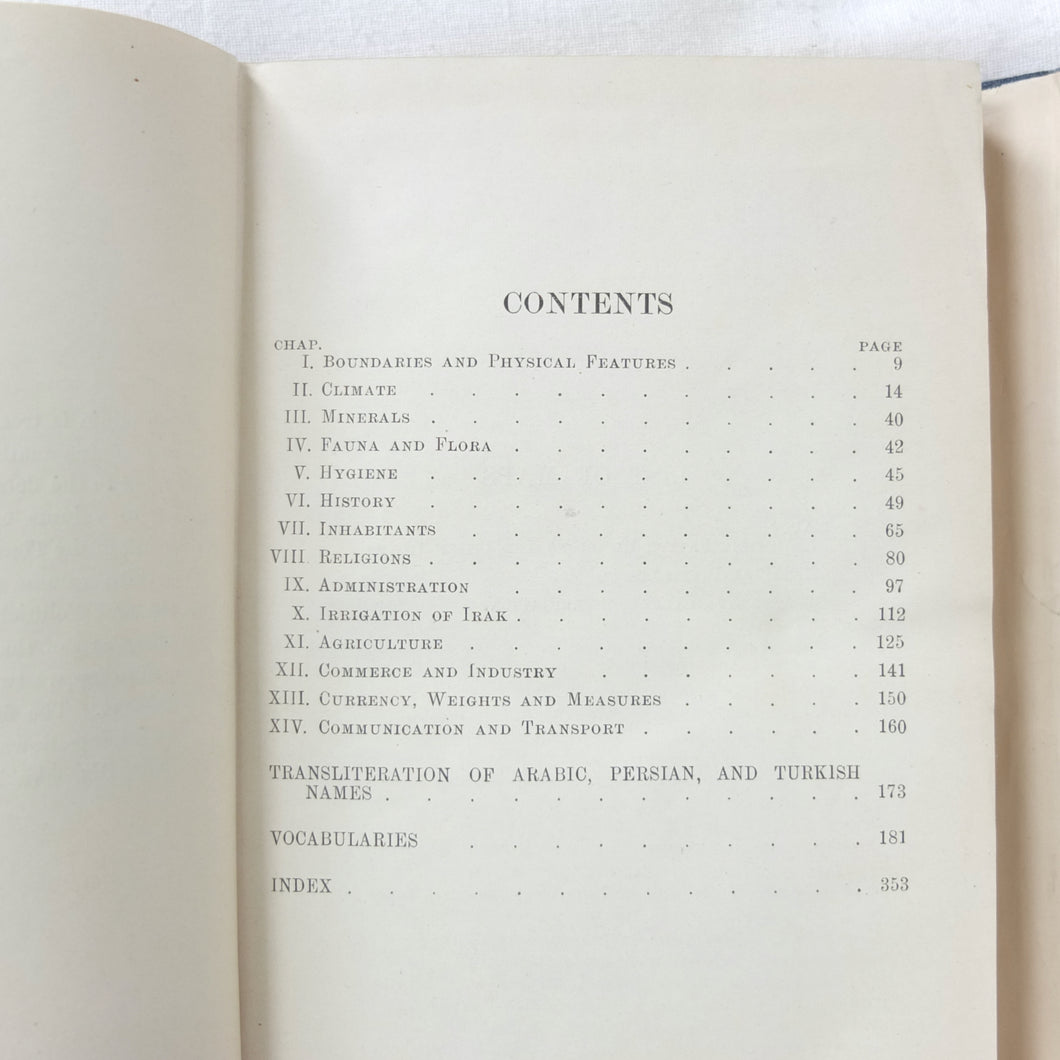 CONTENTS
CHAP. PAGE
I. BOUNDARIES AND PHYSICAL FEATURES . . . . . 9
II. CLIMATE . . . . . . . . . . . 14
III. MINERALS . . . . . . . . . . . 40
IV. FAUNA AND FLORA . . . . . . . . . 42
V. HYGIENE . . . . . . . . . . . 45
VI. HISTORY . . . . . . . . . . . 49
VII. INHABITANTS . . . . . . . . . . 65
VIII. RELIGIONS . . . . . . . . . . . 80
IX. ADMINISTRATION . . . . . . . . . 97
X. IRRIGATION OF IRAK . . . . . . . . . 112
XI. AGRICULTURE . . . . . . . . . . 125
XII. COMMERCE AND INDUSTRY . . . . . . . 141
XIII. CURRENCY, WEIGHTS AND MEASURES . . . . . 150
XIV. COMMUNICATION AND TRANSPORT . . . . . . 160
TRANSLITERATION OF ARABIC, PERSIAN, AND TURKISH
NAMES . . . . . . . . . . . . 173
VOCABULARIES . . . . . . . . . . 181
INDEX . . . . . . . . . . . . . 353